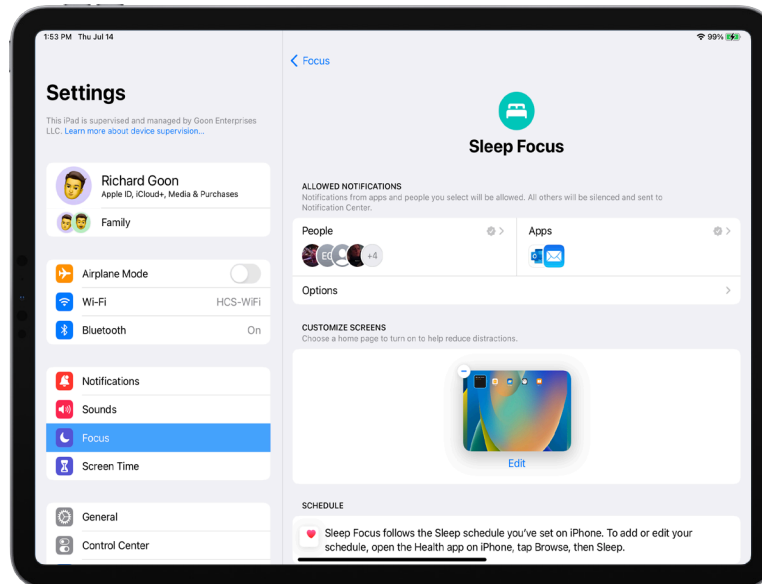 1:53 PM Thu Jul 14
99%
Settings
This iPad is supervised and managed by Goon Enterprises
LLC. Learn more about device supervision...
Richard Goon
Apple ID, iCloud+, Media & Purchases
Family
Airplane Mode
Wi-Fi
HCS-WiFi
Bluetooth
On
Notifications
Sounds
Focus
Screen Time
General
Control Center
Focus
Sleep Focus
ALLOWED NOTIFICATIONS
Notifications from apps and people you select will be allowed. All others will be silenced and sent to
Notification Center.
People
EC
+4
Apps
Options
CUSTOMIZE SCREENS
Choose a home page to turn on to help reduce distractions.
Edit
SCHEDULE
Sleep Focus follows the Sleep schedule you've set on iPhone. To add or edit your
schedule, open the Health app on iPhone, tap Browse, then Sleep.